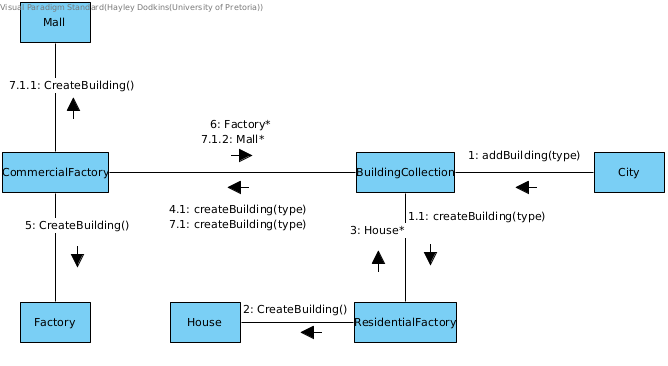 Visual Paradigm Standard(Hayley Dodkins(University of Pretoria))
Mall
7.1.1: CreateBuilding()
6: Factory*
7.1.2: Mall*
1: addBuilding(type)
CommercialFactory
BuildingCollection
City
4.1: createBuilding(type)
7.1: createBuilding(type)
1.1: createBuilding(type)
5: CreateBuilding()
3: House*
2: CreateBuilding()
Factory
House
ResidentialFactory